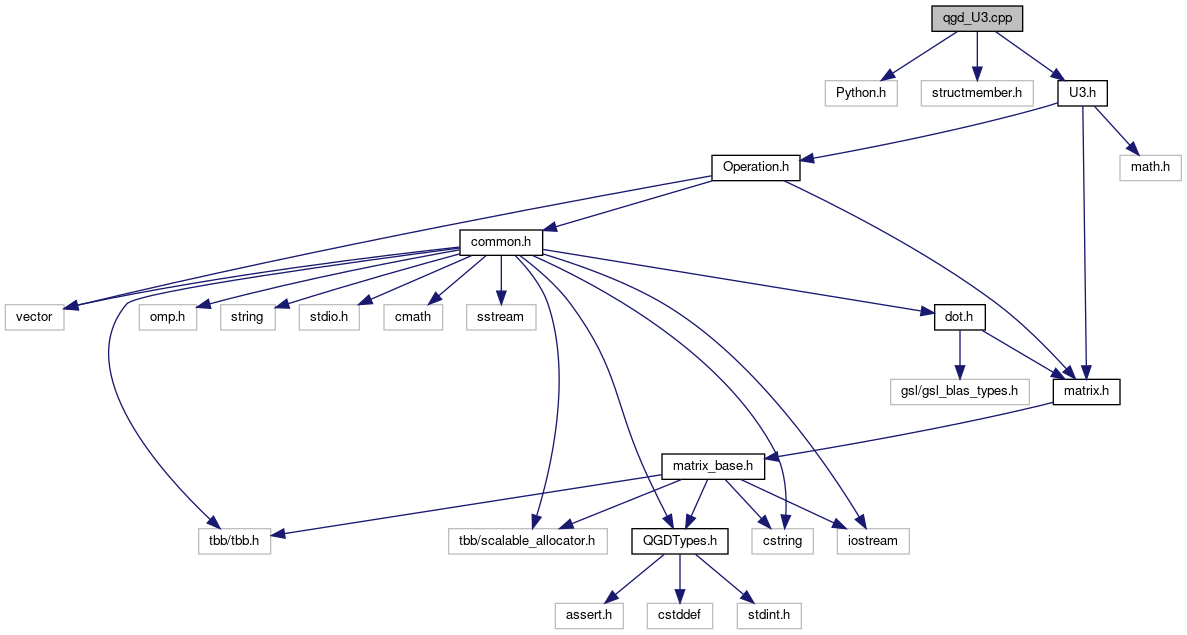 qgd_U3.cpp
Python.h
structmember.h
U3.h
Operation.h
math.h
common.h
vector
omp.h
string
stdio.h
cmath
sstream
dot.h
gsl/gsl_blas_types.h
matrix.h
matrix_base.h
tbb/tbb.h
tbb/scalable_allocator.h
QGDTypes.h
cstring
iostream
assert.h
cstddef
stdint.h